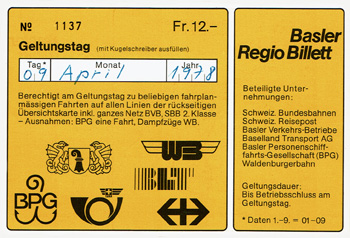 № 1137 Fr. 12.–
Geltungstag (mit Kugelschreiber ausfüllen)
Tag* Monat Jahr
09 April 1978
Berechtigt am Geltungstag zu beliebigen fahrplan-
mässigen Fahrten auf allen Linien der rückseitigen
Übersichtskarte inkl. ganzes Netz BVB, SBB 2. Klasse
– Ausnahmen: BPG eine Fahrt, Dampfzüge WB.
WB
BLT
BPG
Basler
Regio Billett
Beteiligte Unter-
nehmungen:
Schweiz. Bundesbahnen
Schweiz. Reisepost
Basler Verkehrs-Betriebe
Baselland Transport AG
Basler Personenschiff-
fahrts-Gesellschaft (BPG)
Waldenburgerbahn
Geltungsdauer:
Bis Betriebsschluss am
Geltungstag.
* Daten 1.-9. = 01-09